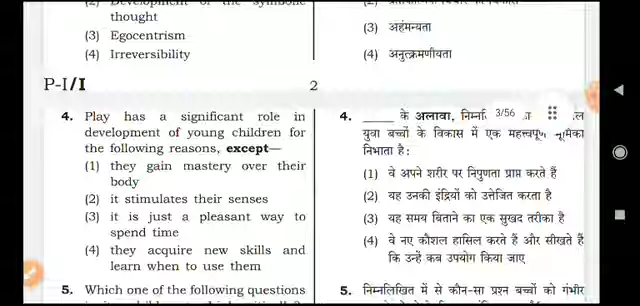 (2) Development of the symbolic
thought
(3) Egocentrism
(4) Irreversibility
(3) अहंमन्यता
(4) अनुत्क्रमणीयता
P-I/I
2
4. Play has a significant role in
development of young children for
the following reasons, except—
(1) they gain mastery over their
body
(2) it stimulates their senses
(3) it is just a pleasant way to
spend time
(4) they acquire new skills and
learn when to use them
5. Which one of the following questions
4. ____ के अलावा,
3/56
युवा बच्चों के विकास में एक
निभाता है :
(1) वे अपने शरीर पर निपुणता प्राप्त करते हैं
(2) यह उनकी इंद्रियों को उत्तेजित करता है
(3) यह समय बिताने का एक सुखद तरीका है
(4) वे नए कौशल हासिल करते हैं और सीखते हैं
कि उन्हें कब उपयोग किया जाए
5. निम्नलिखित में से कौन-सा प्रश्न बच्चों को गंभीर